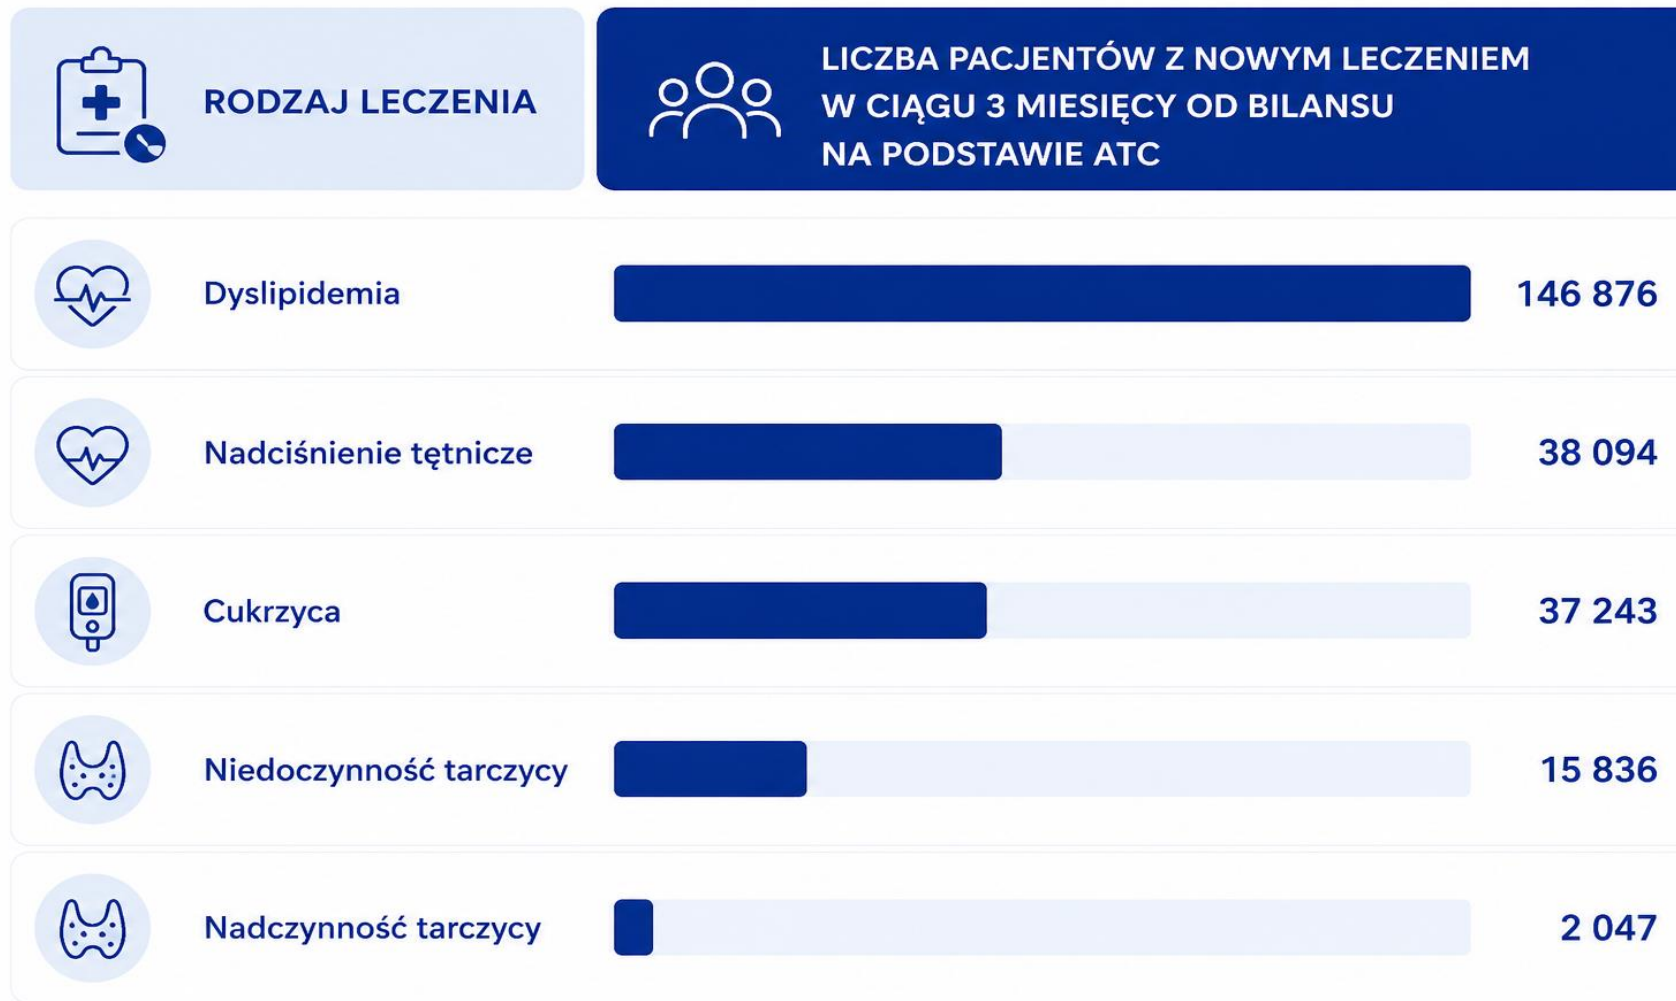 RODZAJ LECZENIA
LICZBA PACJENTÓW Z NOWYM LECZENIEM
W CIĄGU 3 MIESIĘCY OD BILANSU
NA PODSTAWIE ATC
Dyslipidemia 146 876
Nadciśnienie tętnicze 38 094
Cukrzyca 37 243
Niedoczynność tarczycy 15 836
Nadczynność tarczycy 2 047